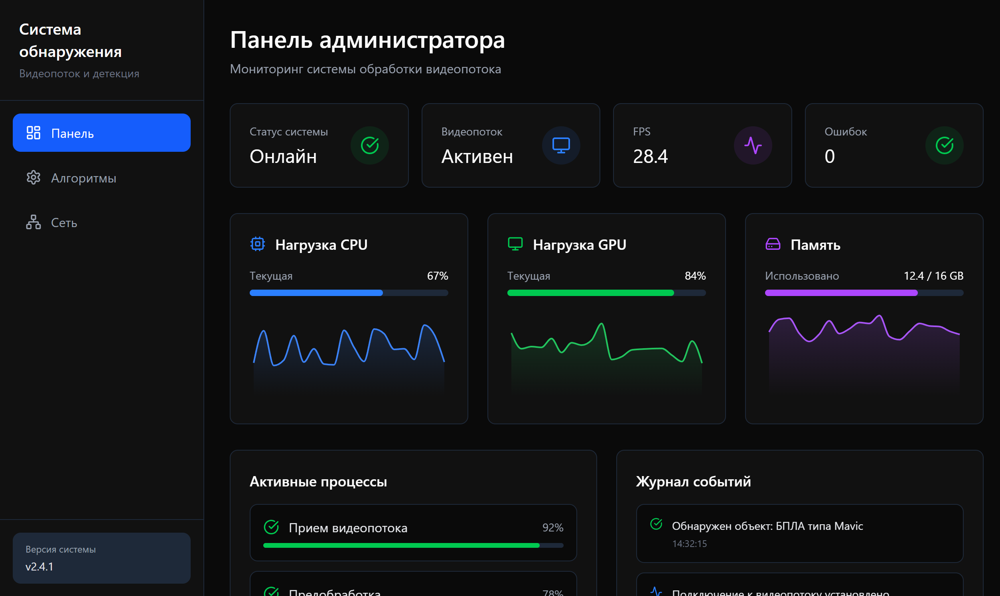 Система
обнаружения
Видеопоток и детекция
Панель
Алгоритмы
Сеть
Версия системы
v2.4.1
Панель администратора
Мониторинг системы обработки видеопотока
Статус системы
Онлайн
Видеопоток
Активен
FPS
28.4
Ошибок
0
Нагрузка CPU
Текущая 67%
Нагрузка GPU
Текущая 84%
Память
Использовано 12.4 / 16 GB
Активные процессы
Прием видеопотока 92%
Предобработка 78%
Журнал событий
Обнаружен объект: БПЛА типа Mavic
14:32:15
Подключение к видеопотоку установлено